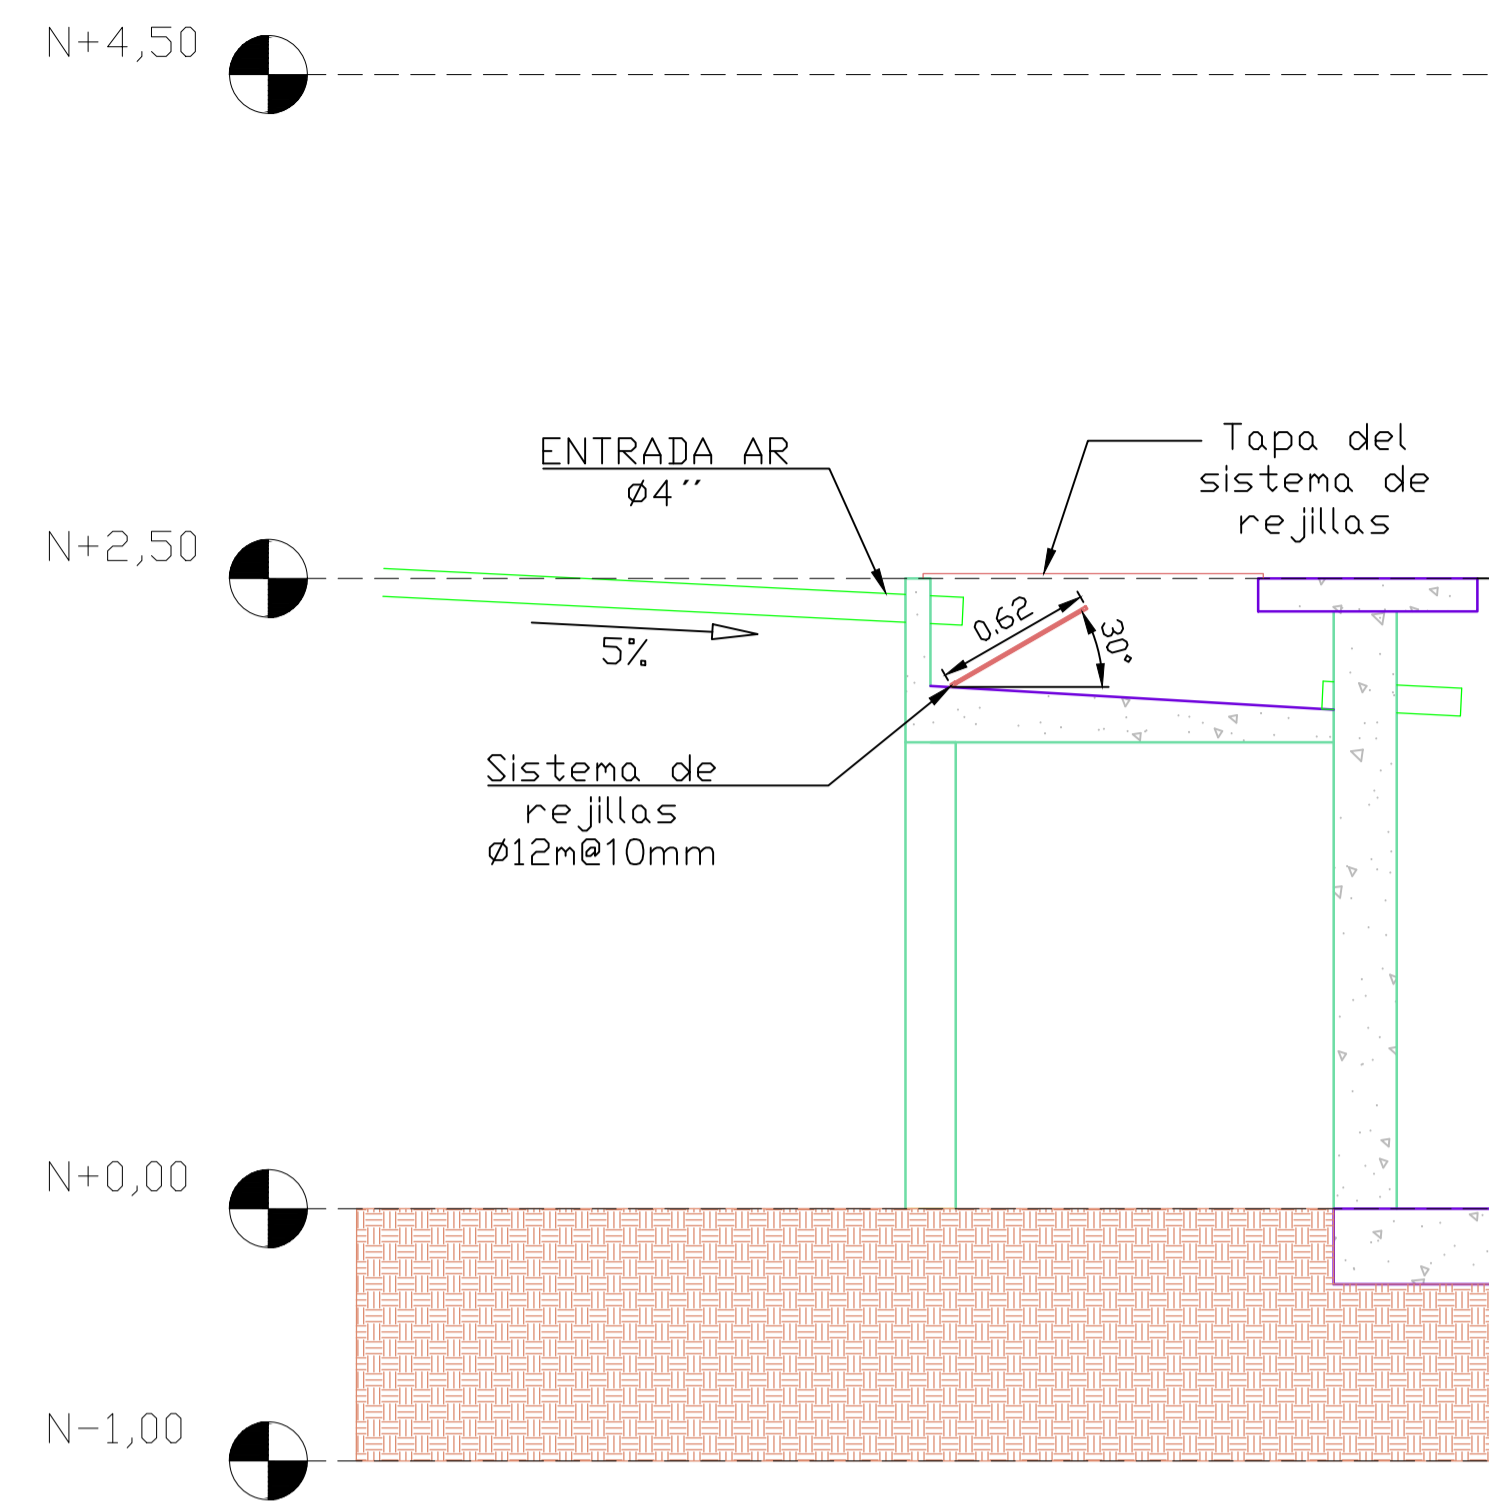 N+4,50
ENTRADA AR
Ø4´´
Tapa del
sistema de
rejillas
N+2,50
5%
0.62
30°
Sistema de
rejillas
Ø12m@10mm
N+0,00
N-1,00